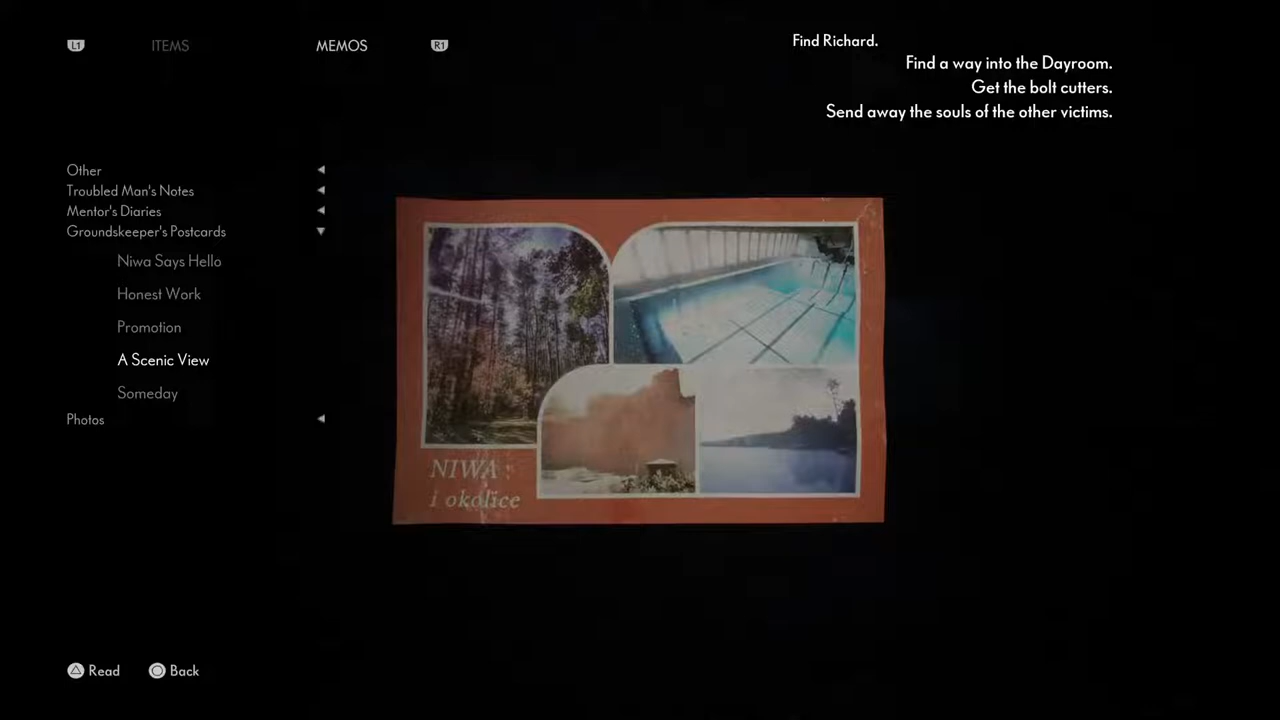 L1
ITEMS
MEMOS
R1
Find Richard.
Find a way into the Dayroom.
Get the bolt cutters.
Send away the souls of the other victims.
Other
Troubled Man's Notes
Mentor's Diaries
Groundskeeper's Postcards
Niwa Says Hello
Honest Work
Promotion
A Scenic View
Someday
Photos
NIWA
i okolice
Read
Back